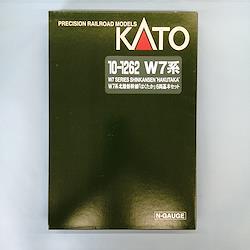 PRECISION RAILROAD MODELS
KATO
10-1262 W7系
W7 SERIES SHINKANSEN "HAKUTAKA"
W7系北陸新幹線「はくたか」6両基本セット
N-GAUGE